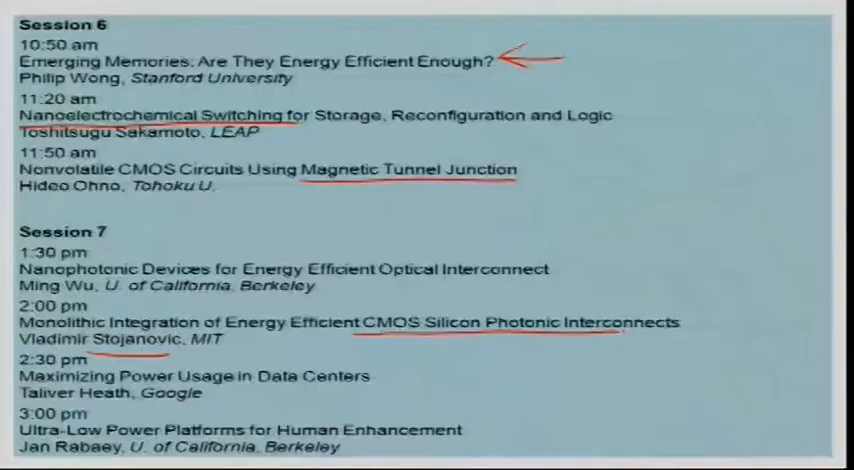 Session 6
10:50 am
Emerging Memories: Are They Energy Efficient Enough?
Philip Wong, Stanford University
11:20 am
Nanoelectrochemical Switching for Storage, Reconfiguration and Logic
Toshitsugu Sakamoto, LEAP
11:50 am
Nonvolatile CMOS Circuits Using Magnetic Tunnel Junction
Hideo Ohno, Tohoku U.
Session 7
1:30 pm
Nanophotonic Devices for Energy Efficient Optical Interconnect
Ming Wu, U. of California, Berkeley
2:00 pm
Monolithic Integration of Energy Efficient CMOS Silicon Photonic Interconnects
Vladimir Stojanovic, MIT
2:30 pm
Maximizing Power Usage in Data Centers
Taliver Heath, Google
3:00 pm
Ultra-Low Power Platforms for Human Enhancement
Jan Rabaey, U. of California, Berkeley